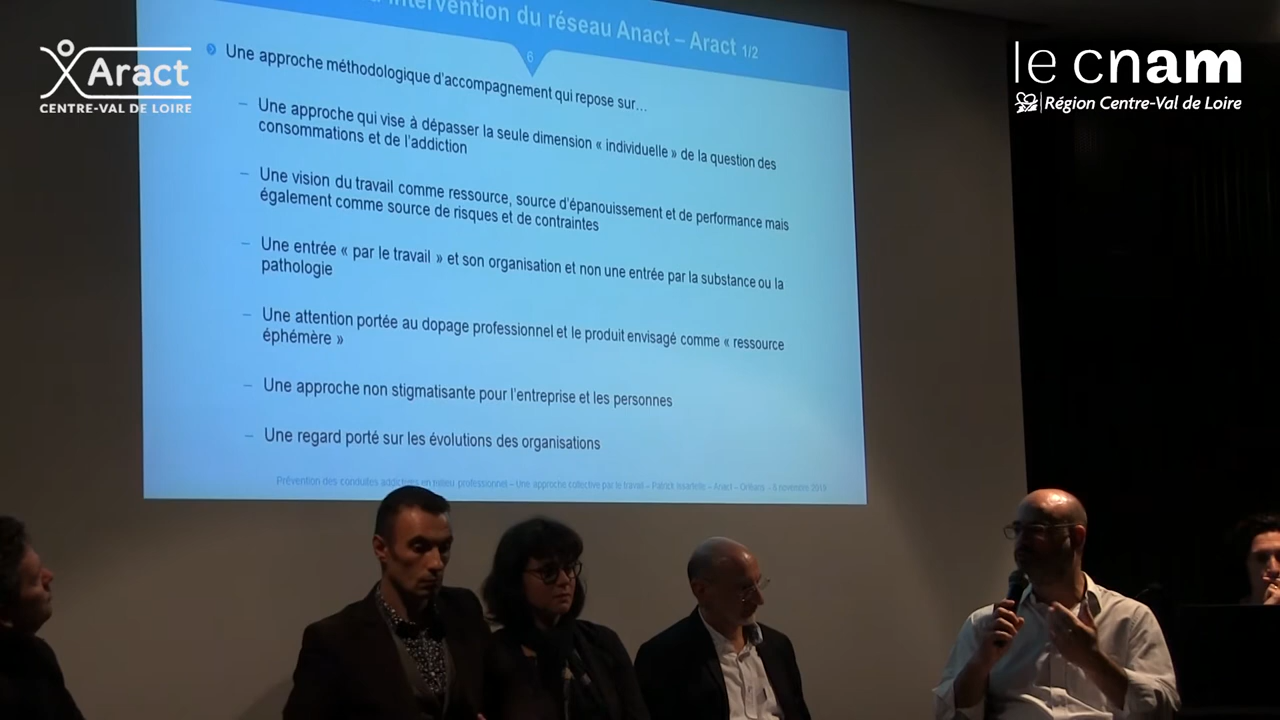 intervention du réseau Anact – Aract 1/2
6
Une approche méthodologique d'accompagnement qui repose sur…
– Une approche qui vise à dépasser la seule dimension « individuelle » de la question des
consommations et de l'addiction
– Une vision du travail comme ressource, source d'épanouissement et de performance mais
également comme source de risques et de contraintes
– Une entrée « par le travail » et son organisation et non une entrée par la substance ou la
pathologie
– Une attention portée au dopage professionnel et le produit envisagé comme « ressource
éphémère »
– Une approche non stigmatisante pour l'entreprise et les personnes
– Une regard porté sur les évolutions des organisations
Prévention des conduites addictives en milieu professionnel – Une approche collective par le travail – Patrick – Aract – Orléans – novembre
Aract
CENTRE-VAL DE LOIRE
le cnam
Région Centre-Val de Loire